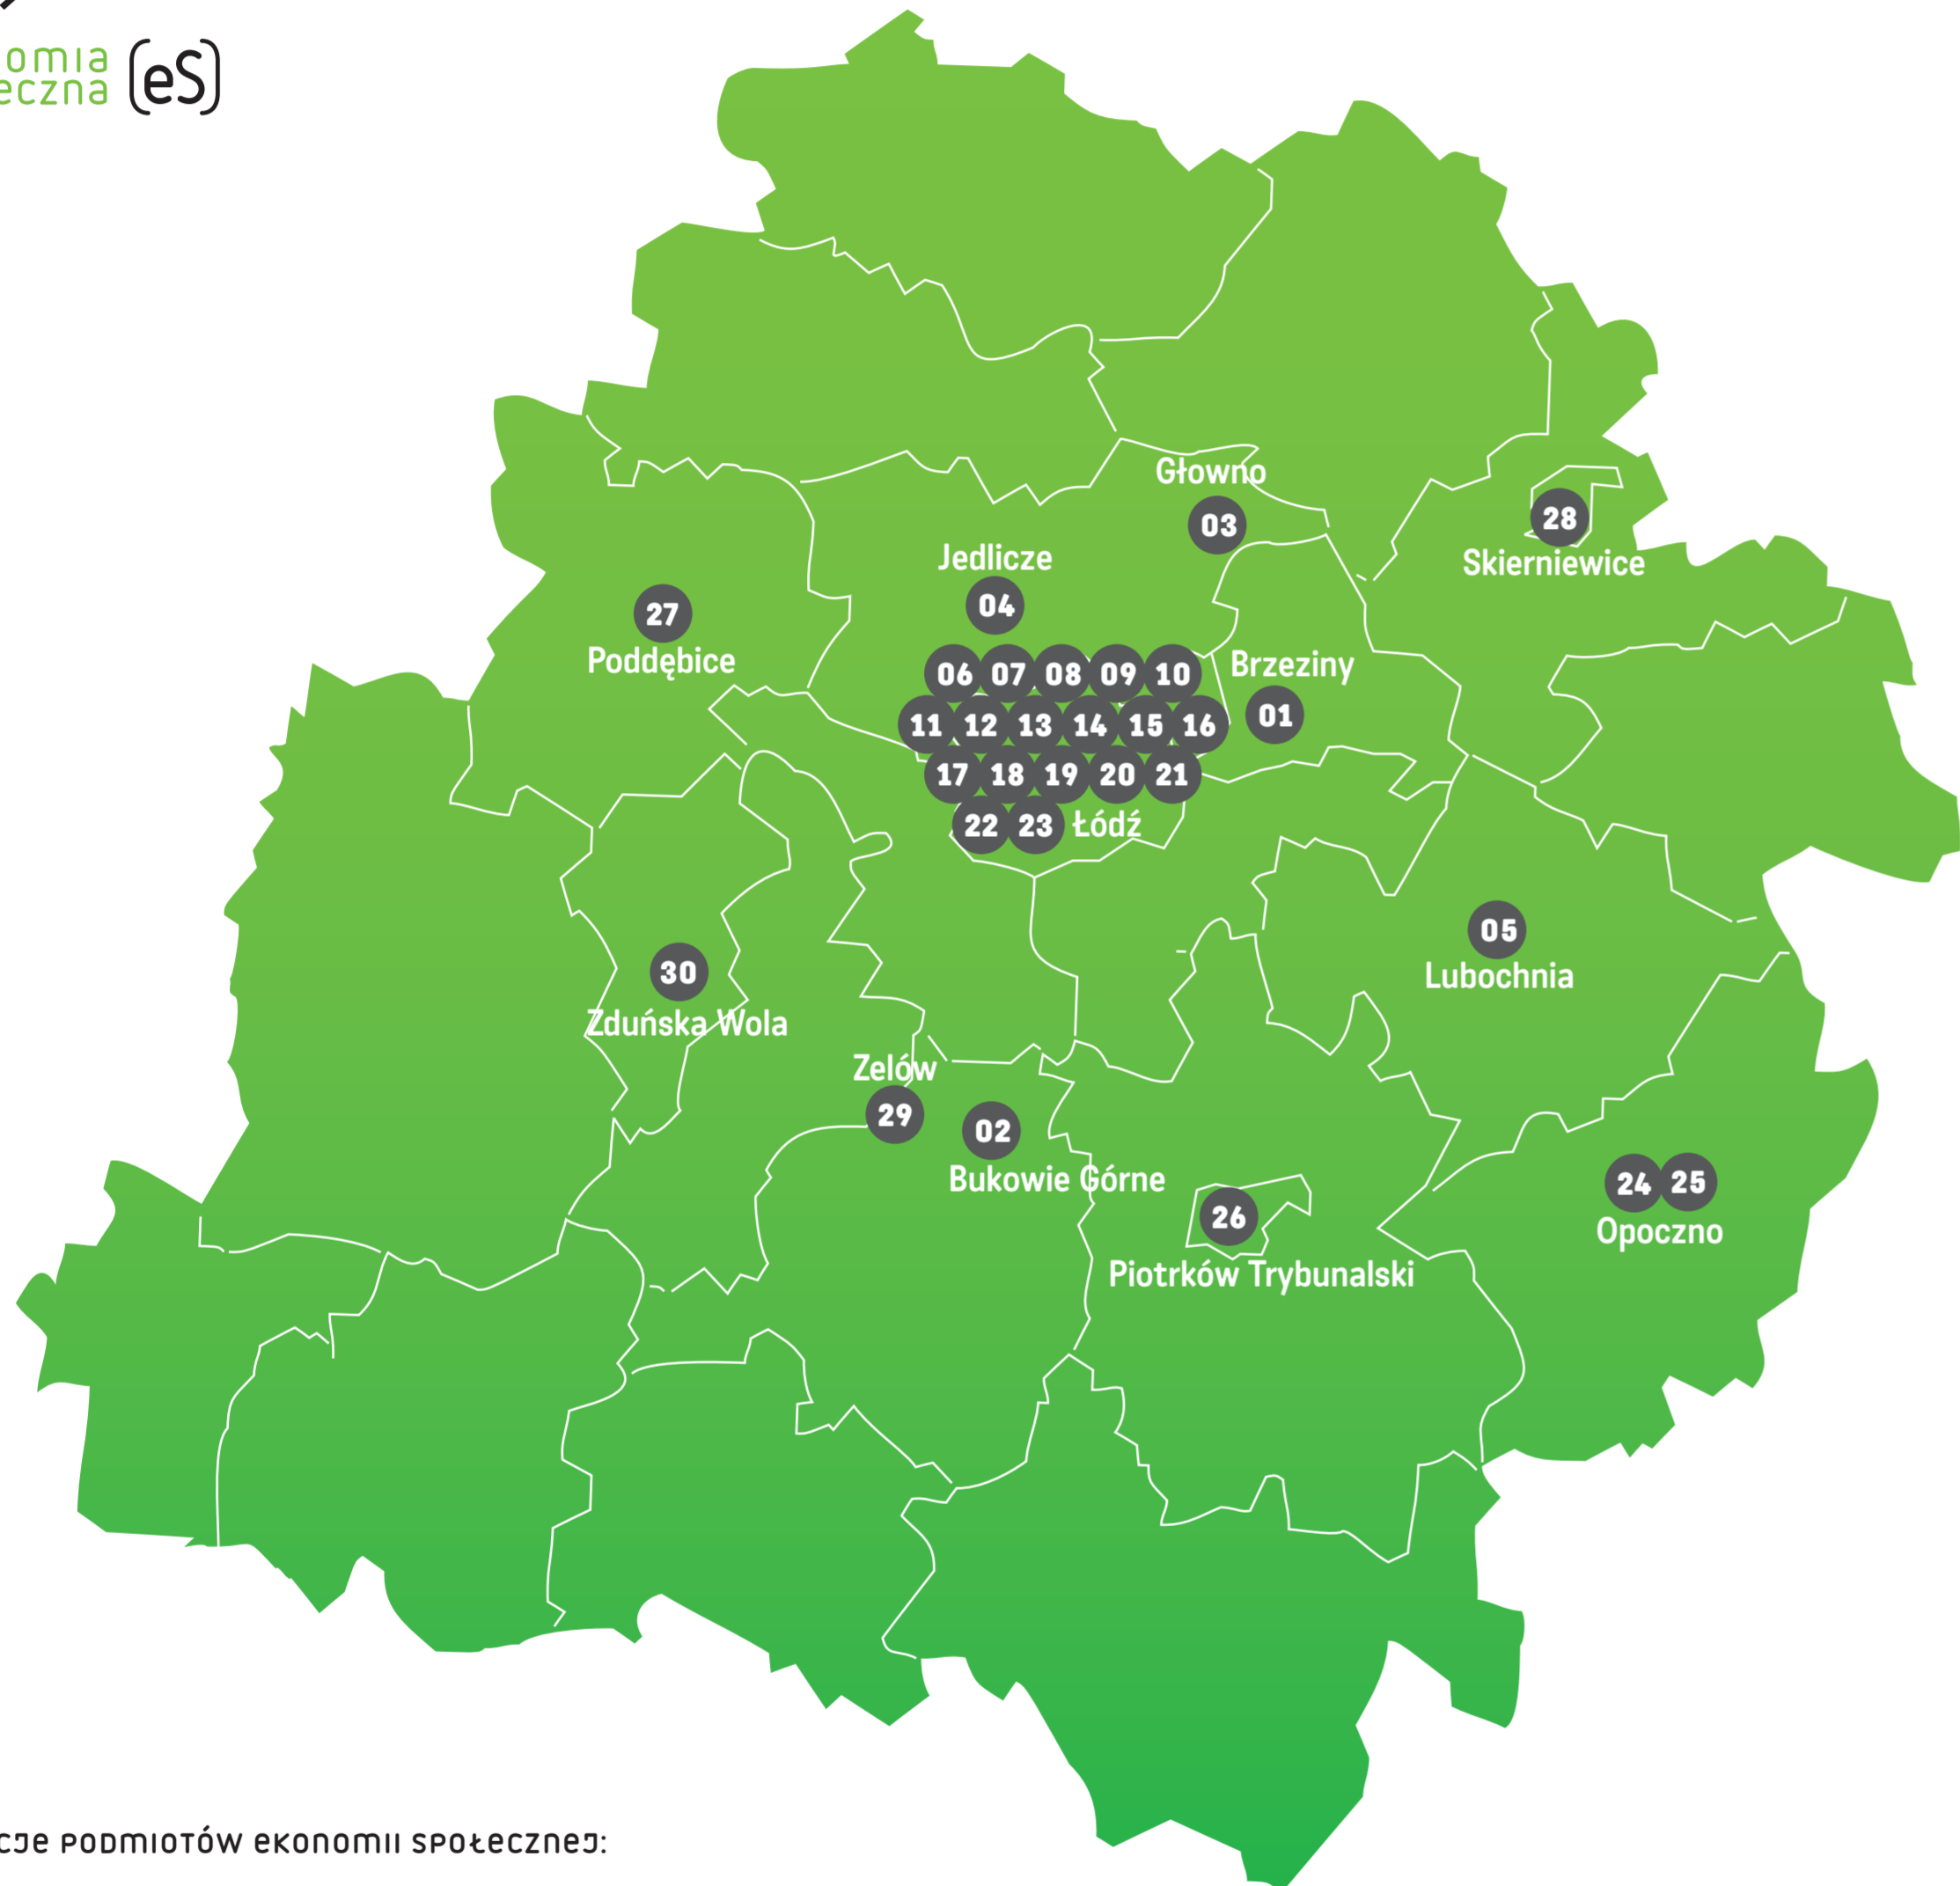 omia
eczna (es)
Głowno
03
28
Skierniewice
Jedlicze
04
27
Poddębice
06 07 08 09 10
Brzeziny
11 12 13 14 15 16
01
17 18 19 20 21
22 23 Łódź
05
Lubochnia
30
Zduńska Wola
Zelów
29
02
Bukowie Górne
24 25
Opoczno
26
Piotrków Trybunalski
cje podmiotów ekonomii społecznej: